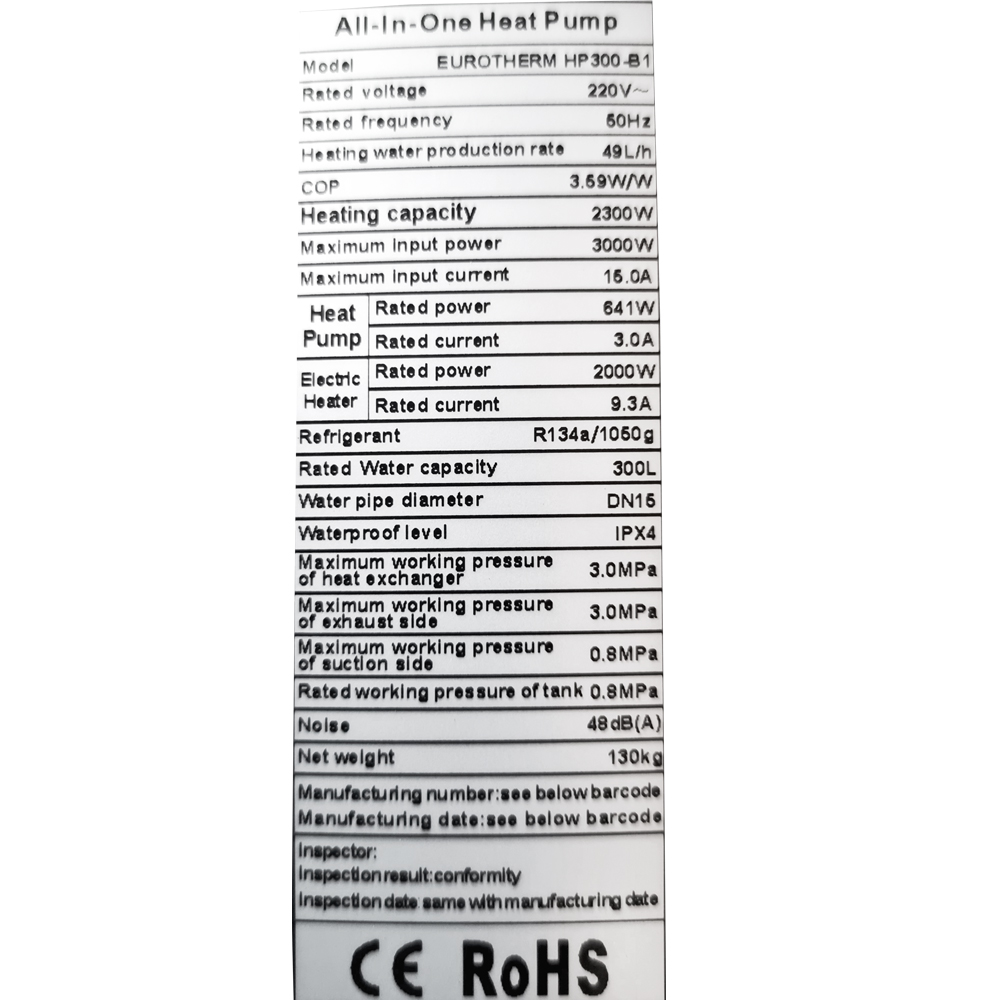 All-In-One Heat Pump
Model EUROTHERM HP300-B1
Rated voltage 220V~
Rated frequency 50Hz
Heating water production rate 49L/h
COP 3.59W/W
Heating capacity 2300W
Maximum input power 3000W
Maximum input current 15.0A
Heat Pump
Rated power 641W
Rated current 3.0A
Electric Heater
Rated power 2000W
Rated current 9.3A
Refrigerant R134a/1050g
Rated Water capacity 300L
Water pipe diameter DN15
Waterproof level IPX4
Maximum working pressure
of heat exchanger 3.0MPa
Maximum working pressure
of exhaust side 3.0MPa
Maximum working pressure
of suction side 0.8MPa
Rated working pressure of tank 0.8MPa
Noise 48dB(A)
Net weight 130kg
Manufacturing number:see below barcode
Manufacturing date:see below barcode
Inspector:
Inspection result:conformity
Inspection date same with manufacturing date
CE RoHS